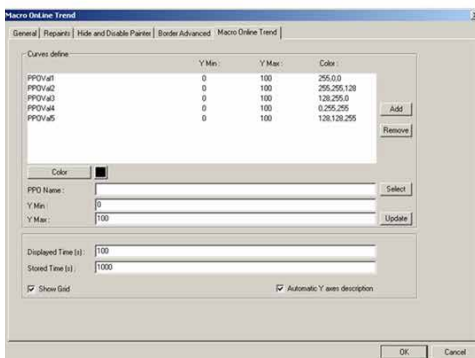 Macro OnLine Trend
General Repaints Hide and Disable Painter Border Advanced Macro Online Trend
Curves define
Y Min : Y Max : Color :
PPOVal1 0 100 255,0,0
PPOVal2 0 100 255,255,128
PPOVal3 0 100 128,255,0
PPOVal4 0 100 0,255,255
PPOVal5 0 100 128,128,255
Add
Remove
Color
PPO Name : Select
Y Min : 0
Y Max : 100 Update
Displayed Time (s) : 100
Stored Time (s) : 1000
Show Grid Automatic Y axes description
OK Cancel